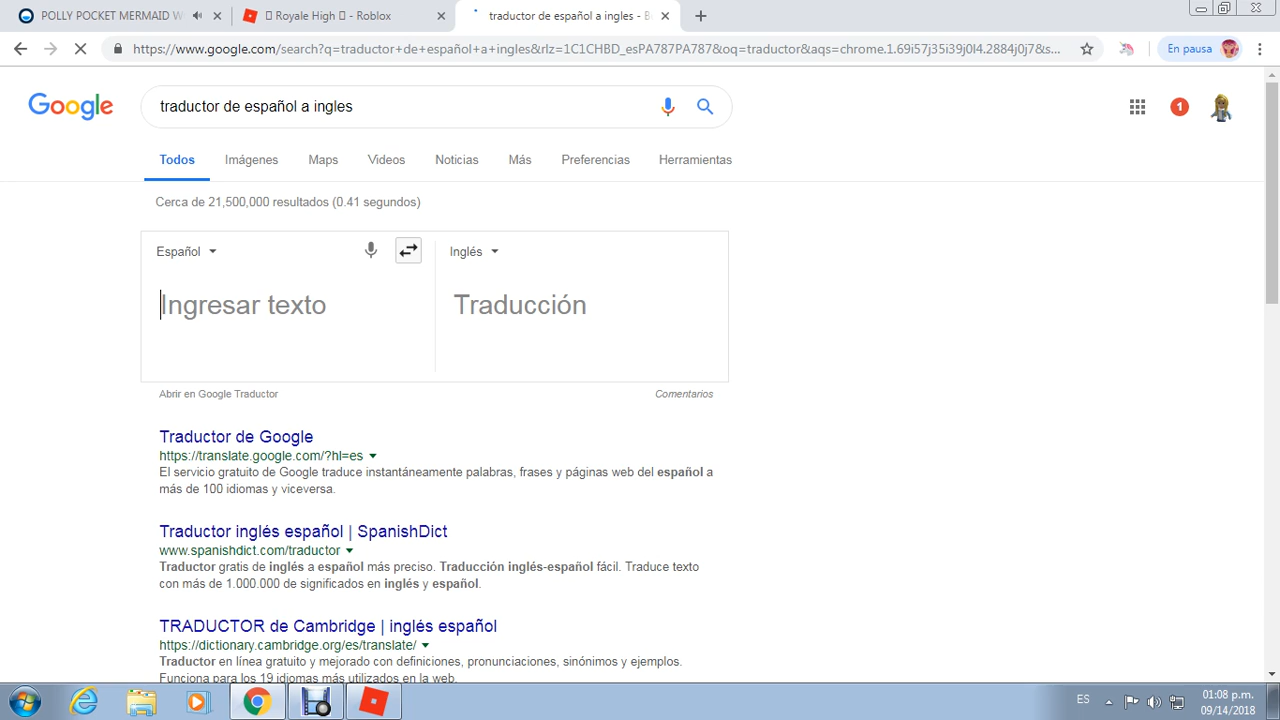 POLLY POCKET MERMAID W
Royale High
- Roblox
traductor de español a ingles - B
https://www.google.com/search?q=traductor+de+español+a+ingles&rlz=1C1CHBD_esPA787PA787&oq=traductor&aqs=chrome.1.69i57j35i39j0l4.2884j0j7&s...
En pausa
Google
traductor de español a ingles
1
Todos
Imágenes
Maps
Videos
Noticias
Más
Preferencias
Herramientas
Cerca de 21,500,000 resultados (0.41 segundos)
Español
Inglés
Ingresar texto
Traducción
Abrir en Google Traductor
Comentarios
Traductor de Google
https://translate.google.com/?hl=es
El servicio gratuito de Google traduce instantáneamente palabras, frases y páginas web del español a
más de 100 idiomas y viceversa.
Traductor inglés español | SpanishDict
www.spanishdict.com/traductor
Traductor gratis de inglés a español más preciso. Traducción inglés-español fácil. Traduce texto
con más de 1.000.000 de significados en inglés y español.
TRADUCTOR de Cambridge | inglés español
https://dictionary.cambridge.org/es/translate/
Traductor en línea gratuito y mejorado con definiciones, pronunciaciones, sinónimos y ejemplos.
Funciona para los 19 idiomas más utilizados en la web.
ES
01:08 p.m.
09/14/2018